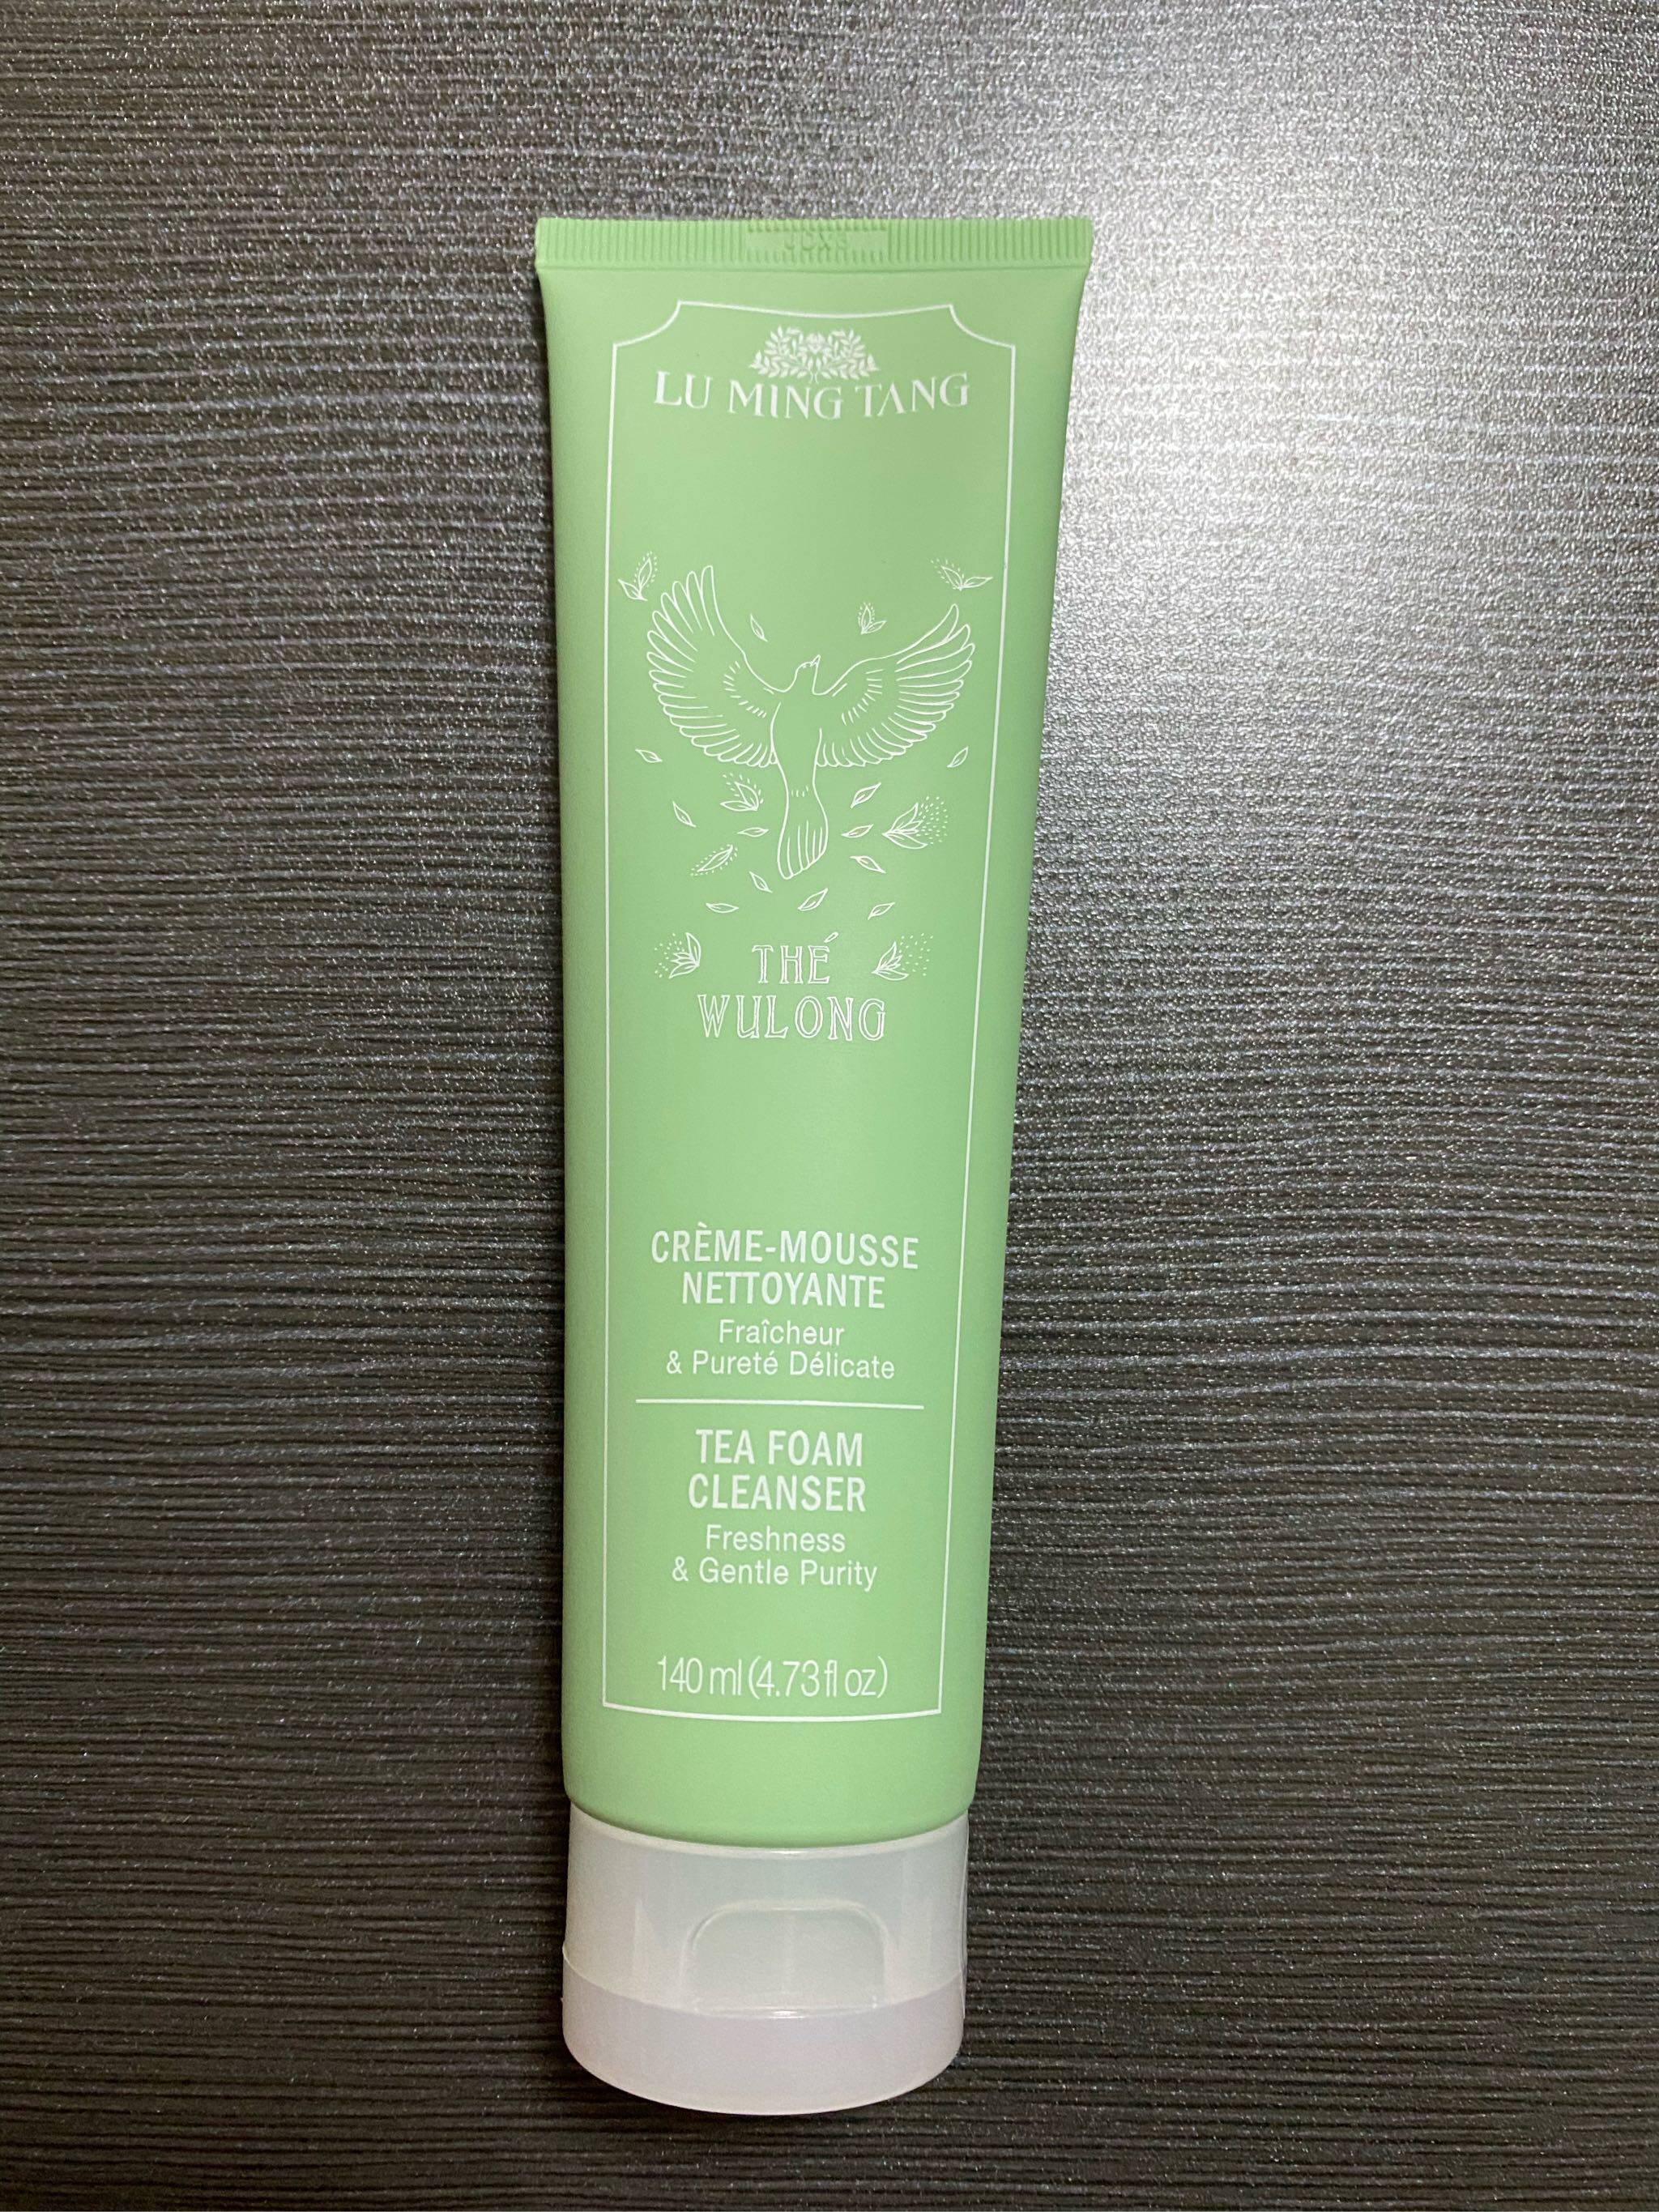 LU MING TANG
THÉ
WULONG
CRÈME-MOUSSE
NETTOYANTE
Fraîcheur
& Pureté Délicate
TEA FOAM
CLEANSER
Freshness
& Gentle Purity
140 ml (4.73 fl oz)